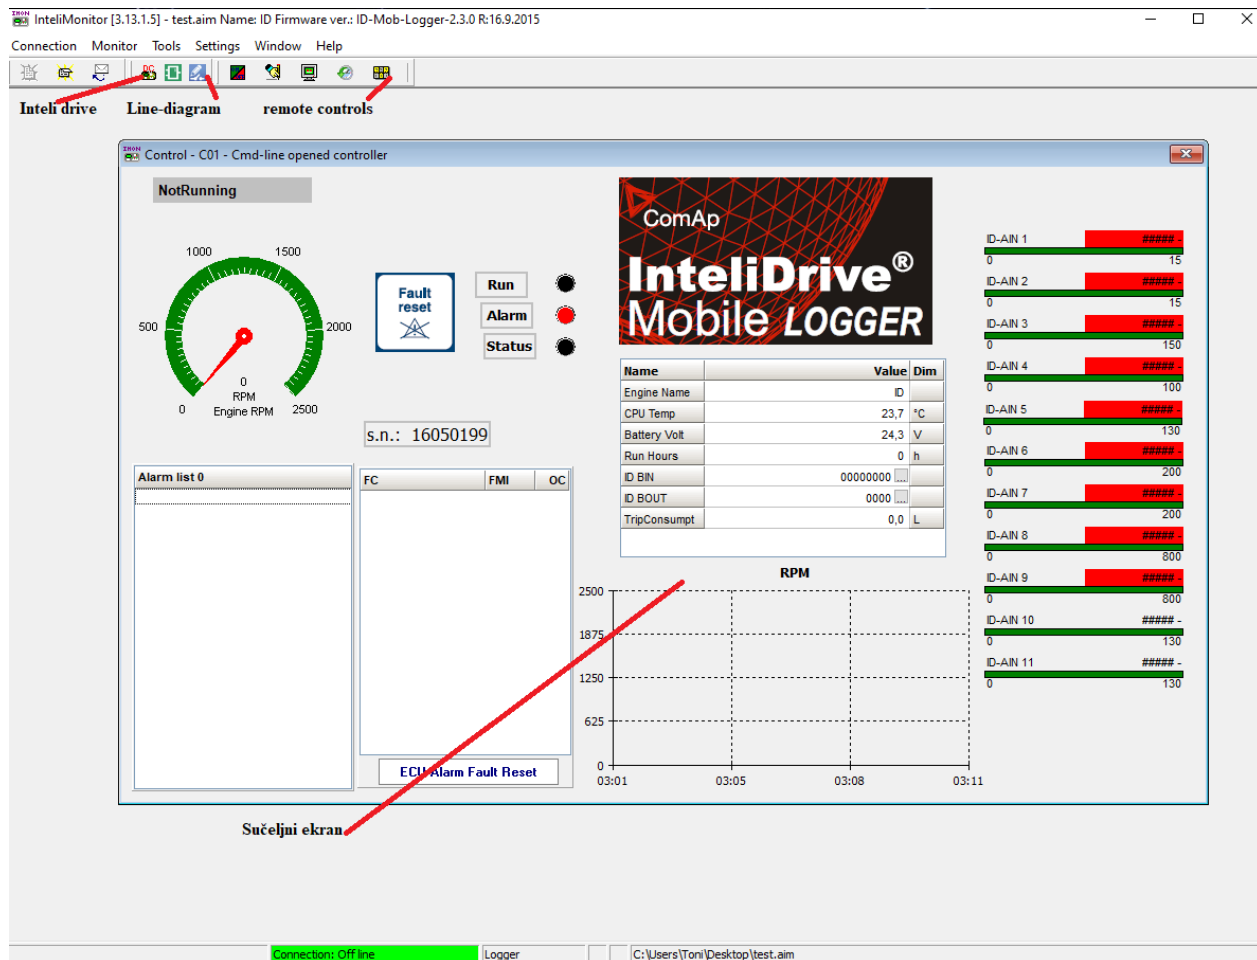 InteliMonitor [3.13.1.5] - test.aim Name: ID Firmware ver.: ID-Mob-Logger-2.3.0 R:16.9.2015
Connection Monitor Tools Settings Window Help
Inteli drive Line-diagram remote controls
Control - C01 - Cmd-line opened controller
NotRunning
1000 1500
500 2000
0
RPM
0 Engine RPM 2500
Fault
reset
Run
Alarm
Status
s.n.: 16050199
Alarm list 0
FC FMI OC
ECU Alarm Fault Reset
ComAp
InteliDrive®
Mobile LOGGER
Name Value Dim
Engine Name ID
CPU Temp 23,7 °C
Battery Volt 24,3 V
Run Hours 0 h
ID BIN 00000000 ...
ID BOUT 0000 ...
TripConsumpt 0,0 L
RPM
2500
1875
1250
625
0
03:01 03:05 03:08 03:11
ID-AIN 1 ##### -
0 15
ID-AIN 2 ##### -
0 15
ID-AIN 3 ##### -
0 150
ID-AIN 4 ##### -
0 100
ID-AIN 5 ##### -
0 130
ID-AIN 6 ##### -
0 200
ID-AIN 7 ##### -
0 200
ID-AIN 8 ##### -
0 800
ID-AIN 9 ##### -
0 800
ID-AIN 10 ##### -
0 130
ID-AIN 11 ##### -
0 130
Sučeljni ekran
Connection: Off line Logger C:\Users\Toni\Desktop\test.aim